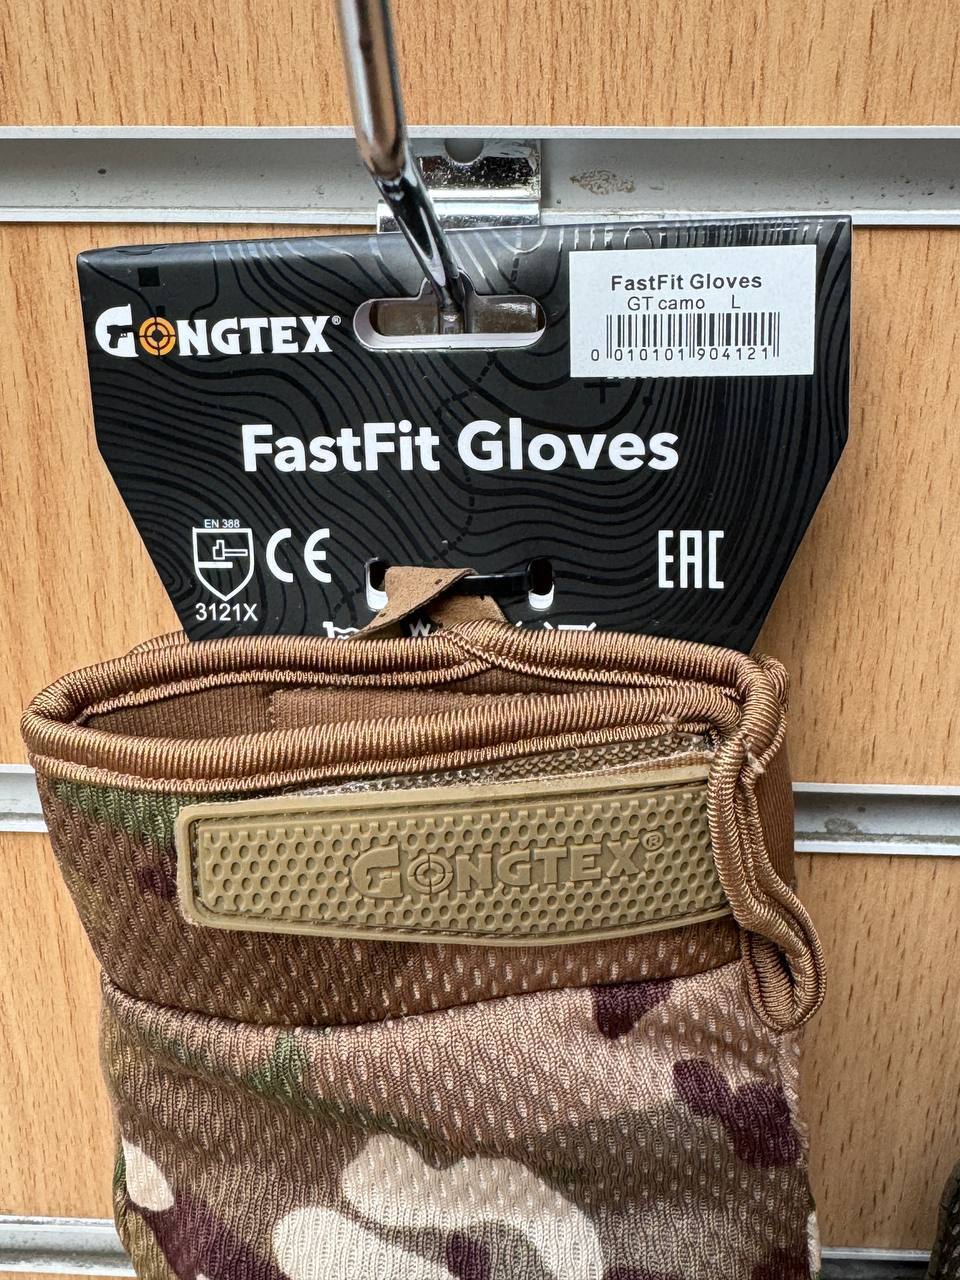 GONGTEX®
FastFit Gloves
GT camo L
0 010101 904121
FastFit Gloves
EN 388
3121X
CE
EAC
GONGTEX®